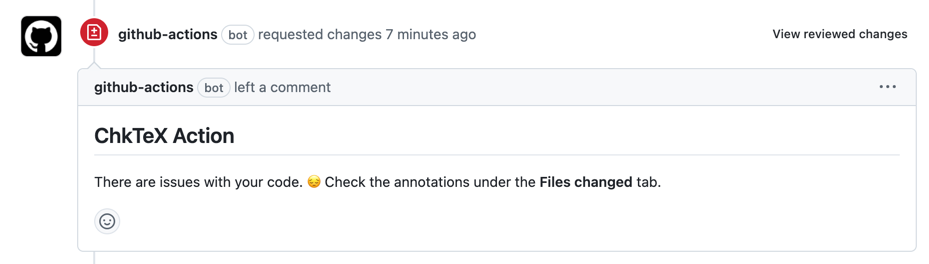 github-actions bot requested changes 7 minutes ago View reviewed changes
github-actions bot left a comment
ChkTeX Action
There are issues with your code. 😔 Check the annotations under the Files changed tab.